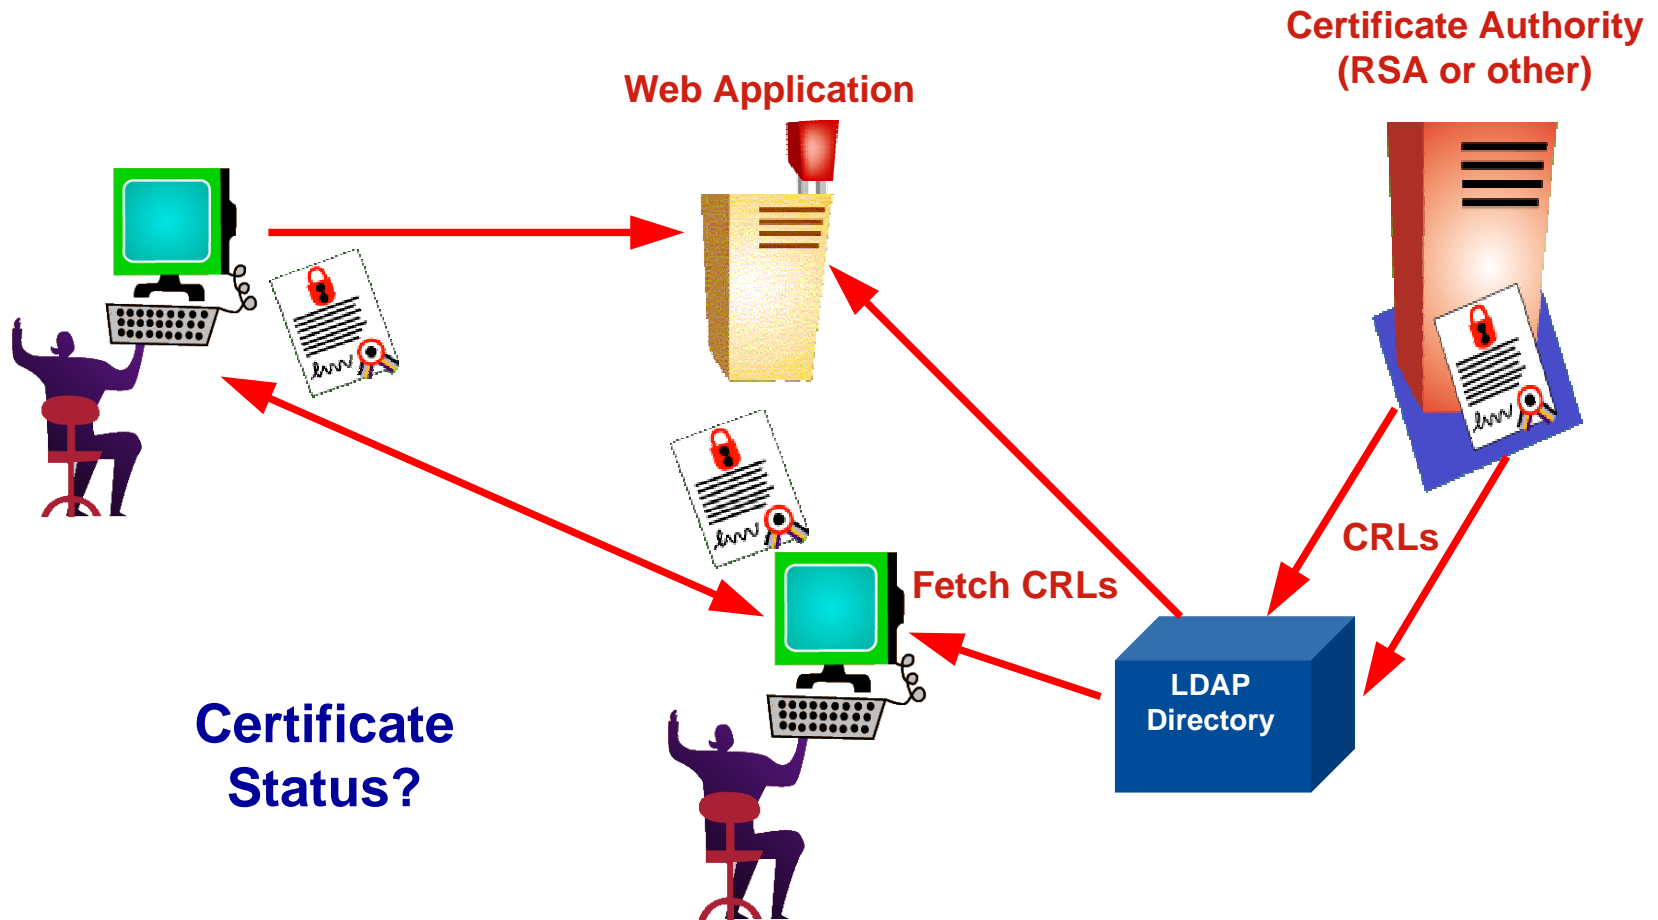 Certificate Authority
(RSA or other)
Web Application
CRLs
Fetch CRLs
LDAP
Directory
Certificate
Status?